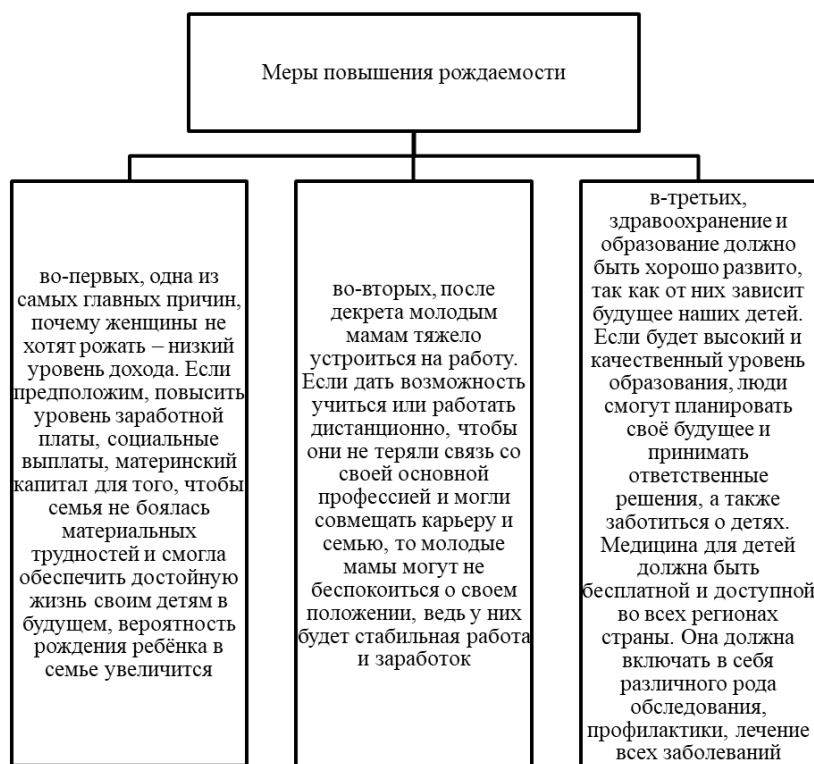 Меры повышения рождаемости
во-первых, одна из
самых главных причин,
почему женщины не
хотят рожать – низкий
уровень дохода. Если
предположим, повысить
уровень заработной
платы, социальные
выплаты, материнский
капитал для того, чтобы
семья не боялась
материальных
трудностей и смогла
обеспечить достойную
жизнь своим детям в
будущем, вероятность
рождения ребёнка в
семье увеличится
во-вторых, после
декрета молодым
мамам тяжело
устроиться на работу.
Если дать возможность
учиться или работать
дистанционно, чтобы
они не теряли связь со
своей основной
профессией и могли
совмещать карьеру и
семью, то молодые
мамы могут не
беспокоиться о своем
положении, ведь у них
будет стабильная работа
и заработок
в-третьих,
здравоохранение и
образование должно
быть хорошо развито,
так как от них зависит
будущее наших детей.
Если будет высокий и
качественный уровень
образования, люди
смогут планировать
своё будущее и
принимать
ответственные
решения, а также
заботиться о детях.
Медицина для детей
должна быть
бесплатной и доступной
во всех регионах
страны. Она должна
включать в себя
различного рода
обследования,
профилактики, лечение
всех заболеваний